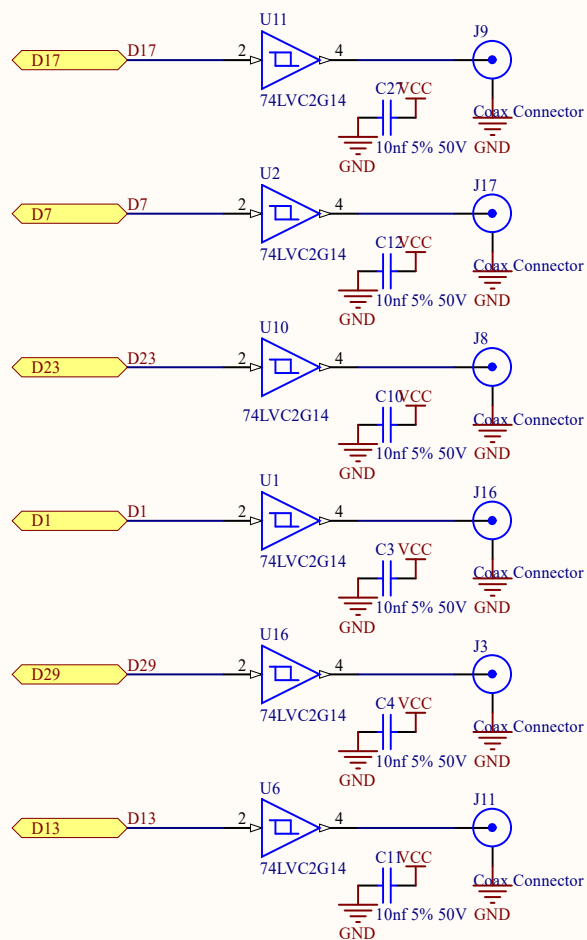 U11
J9
D17
D17
2
4
74LVC2G14
C27
VCC
Coax Connector
10nf 5% 50V
GND
GND
U2
J17
D7
D7
2
4
74LVC2G14
C12
VCC
Coax Connector
10nf 5% 50V
GND
GND
U10
J8
D23
D23
2
4
74LVC2G14
C10
VCC
Coax Connector
10nf 5% 50V
GND
GND
U1
J16
D1
D1
2
4
74LVC2G14
C3
VCC
Coax Connector
10nf 5% 50V
GND
GND
U16
J3
D29
D29
2
4
74LVC2G14
C4
VCC
Coax Connector
10nf 5% 50V
GND
GND
U6
J11
D13
D13
2
4
74LVC2G14
C11
VCC
Coax Connector
10nf 5% 50V
GND
GND